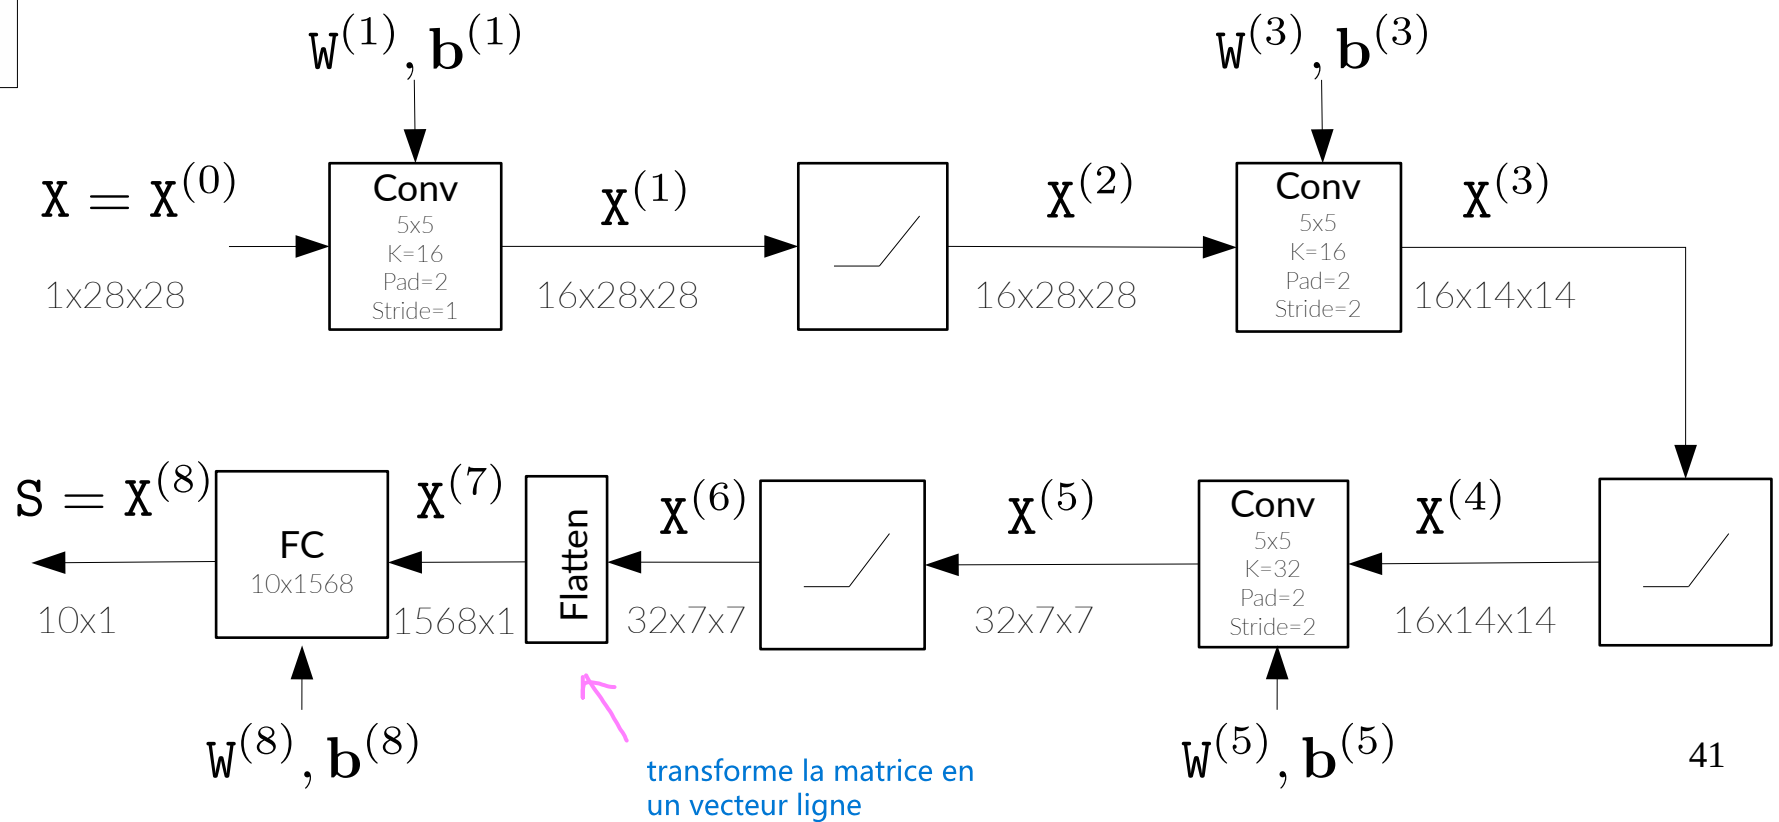 W^(1), b^(1)
W^(3), b^(3)
X = X^(0)
1x28x28
Conv
5x5
K=16
Pad=2
Stride=1
X^(1)
16x28x28
X^(2)
16x28x28
Conv
5x5
K=16
Pad=2
Stride=2
X^(3)
16x14x14
S = X^(8)
10x1
FC
10x1568
X^(7)
1568x1
Flatten
X^(6)
32x7x7
X^(5)
32x7x7
Conv
5x5
K=32
Pad=2
Stride=2
X^(4)
16x14x14
W^(8), b^(8)
W^(5), b^(5)
transforme la matrice en
un vecteur ligne
41